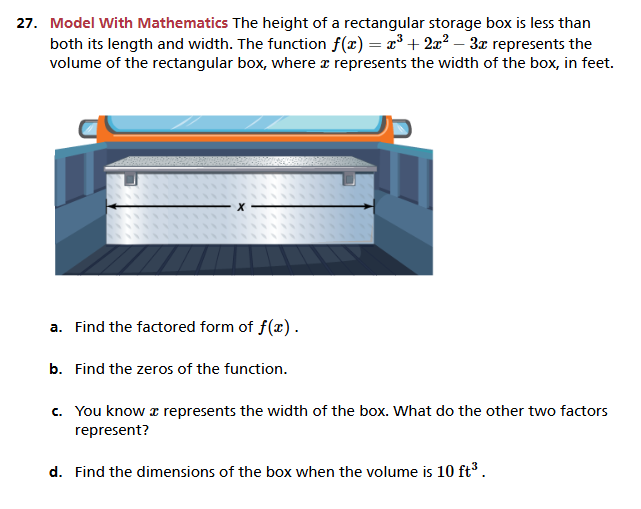 27. Model With Mathematics The height of a rectangular storage box is less than
both its length and width. The function f(x) = x³ + 2x² – 3x represents the
volume of the rectangular box, where x represents the width of the box, in feet.
x
a. Find the factored form of f(x) .
b. Find the zeros of the function.
c. You know x represents the width of the box. What do the other two factors
represent?
d. Find the dimensions of the box when the volume is 10 ft³ .